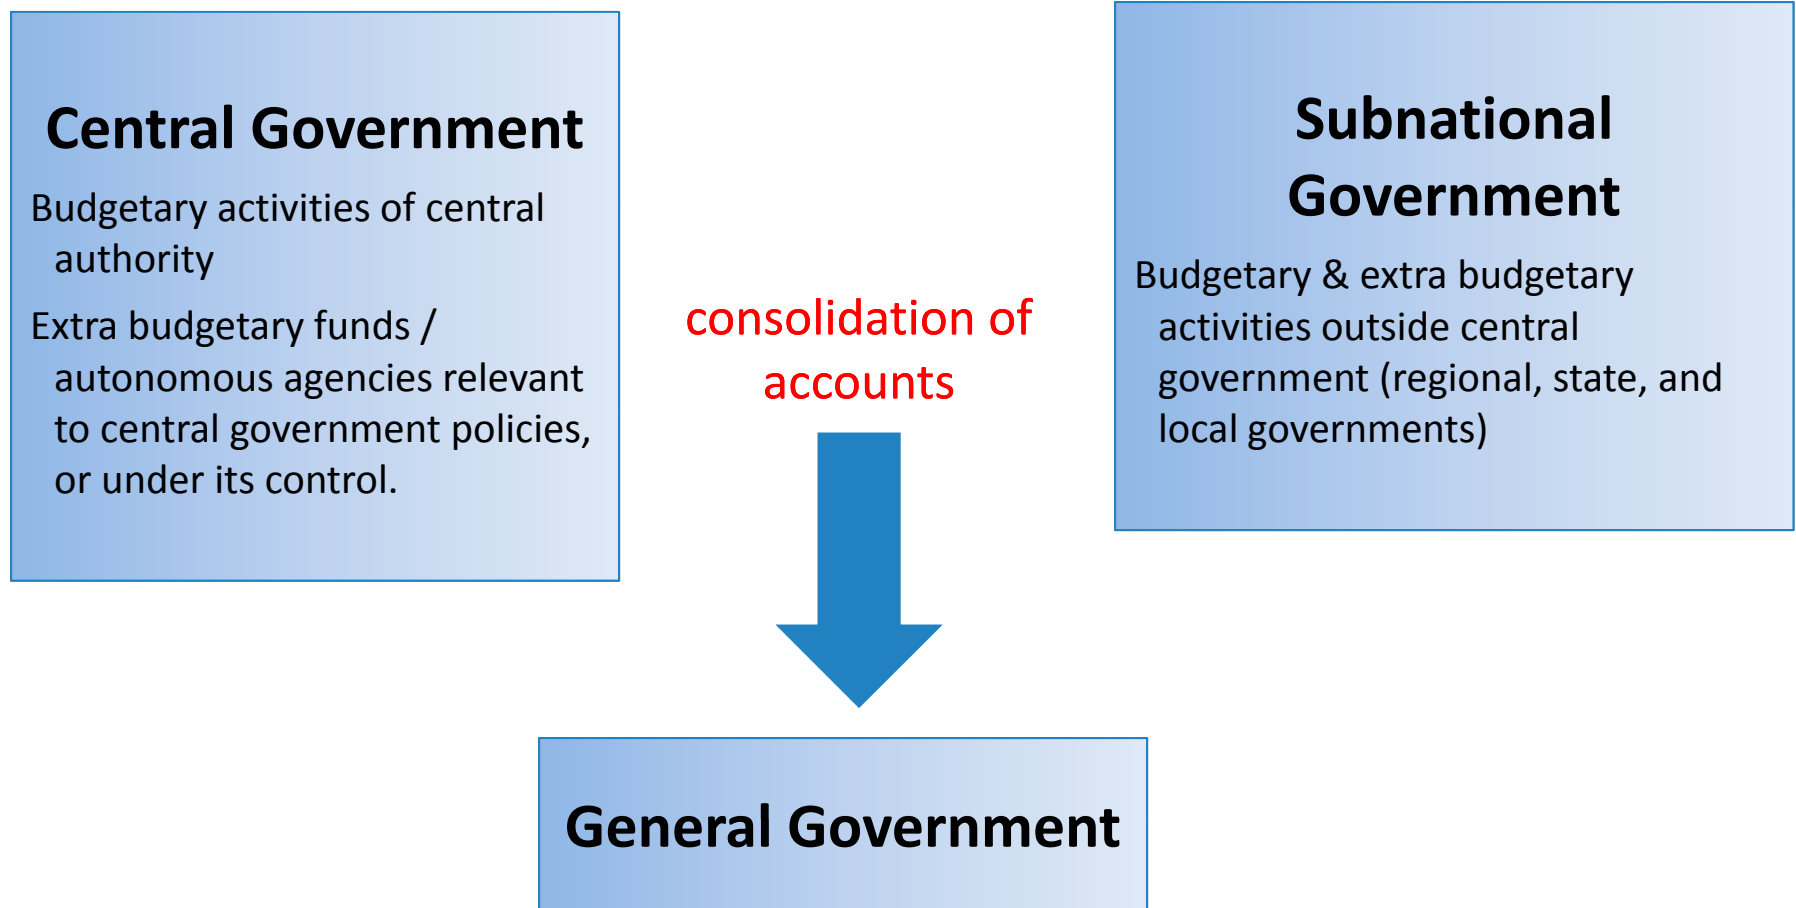 Central Government
Budgetary activities of central
authority
Extra budgetary funds /
autonomous agencies relevant
to central government policies,
or under its control.
consolidation of
accounts
Subnational
Government
Budgetary & extra budgetary
activities outside central
government (regional, state, and
local governments)
General Government